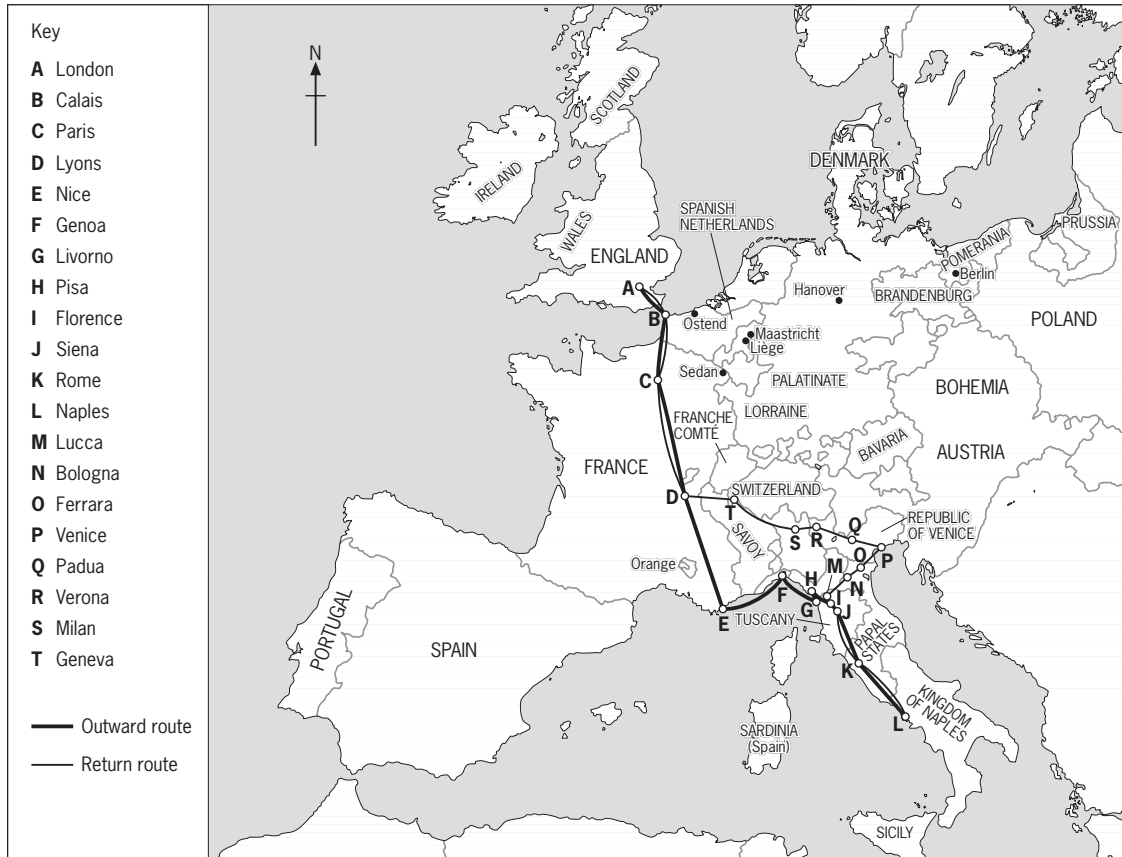 Key
A London
B Calais
C Paris
D Lyons
E Nice
F Genoa
G Livorno
H Pisa
I Florence
J Siena
K Rome
L Naples
M Lucca
N Bologna
O Ferrara
P Venice
Q Padua
R Verona
S Milan
T Geneva
Outward route
Return route
N
SCOTLAND
IRELAND
WALES
ENGLAND
DENMARK
SPANISH
NETHERLANDS
PRUSSIA
POMERANIA
Berlin
Hanover
BRANDENBURG
POLAND
A
B
Ostend
Maastricht
Liège
Sedan
C
PALATINATE
BOHEMIA
LORRAINE
FRANCHE
COMTÉ
BAVARIA
AUSTRIA
FRANCE
D
SWITZERLAND
T
SAVOY
S
R
Q
REPUBLIC
OF VENICE
P
O
N
M
Orange
H
F
G
I
J
E
TUSCANY
PAPAL
STATES
K
L
KINGDOM
OF NAPLES
PORTUGAL
SPAIN
SARDINIA
(Spain)
SICILY